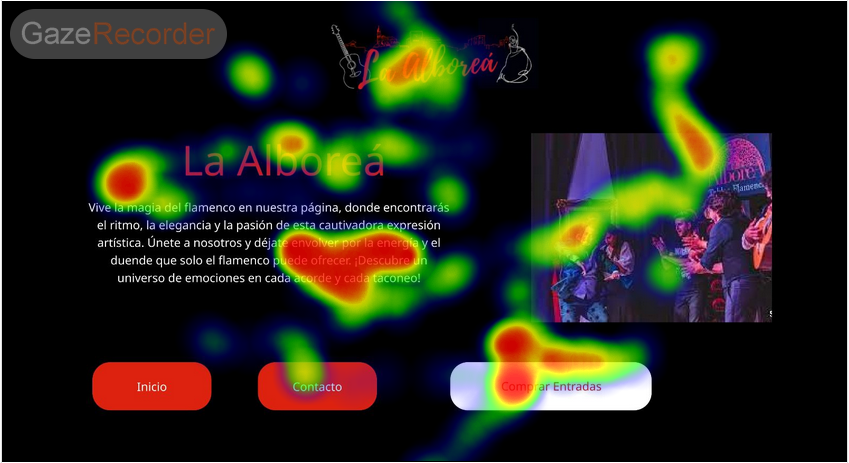 GazeRecorder
La Alboreá
La Alboreá
Vive la magia del flamenco en nuestra página, donde encontrarás
el ritmo, la elegancia y la pasión de esta cautivadora expresión
artística. Únete a nosotros y déjate envolver por la energía y el
duende que solo el flamenco puede ofrecer. ¡Descubre un
universo de emociones en cada acorde y cada taconeo!
Inicio
Contacto
Comprar Entradas